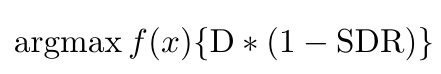 argmax f(x){D ∗ (1 − SDR)}